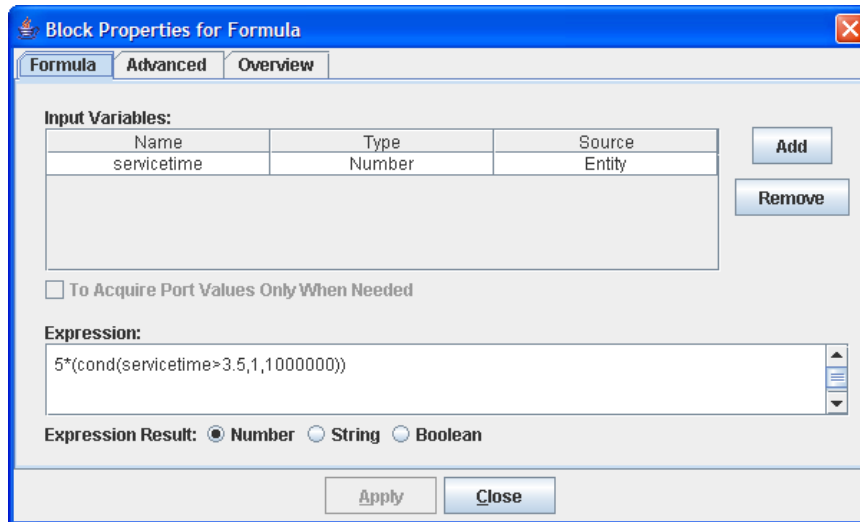 Block Properties for Formula
Formula Advanced Overview
Input Variables:
Name Type Source
servicetime Number Entity
Add
Remove
To Acquire Port Values Only When Needed
Expression:
5*(cond(servicetime>3.5,1,1000000))
Expression Result: Number String Boolean
Apply Close